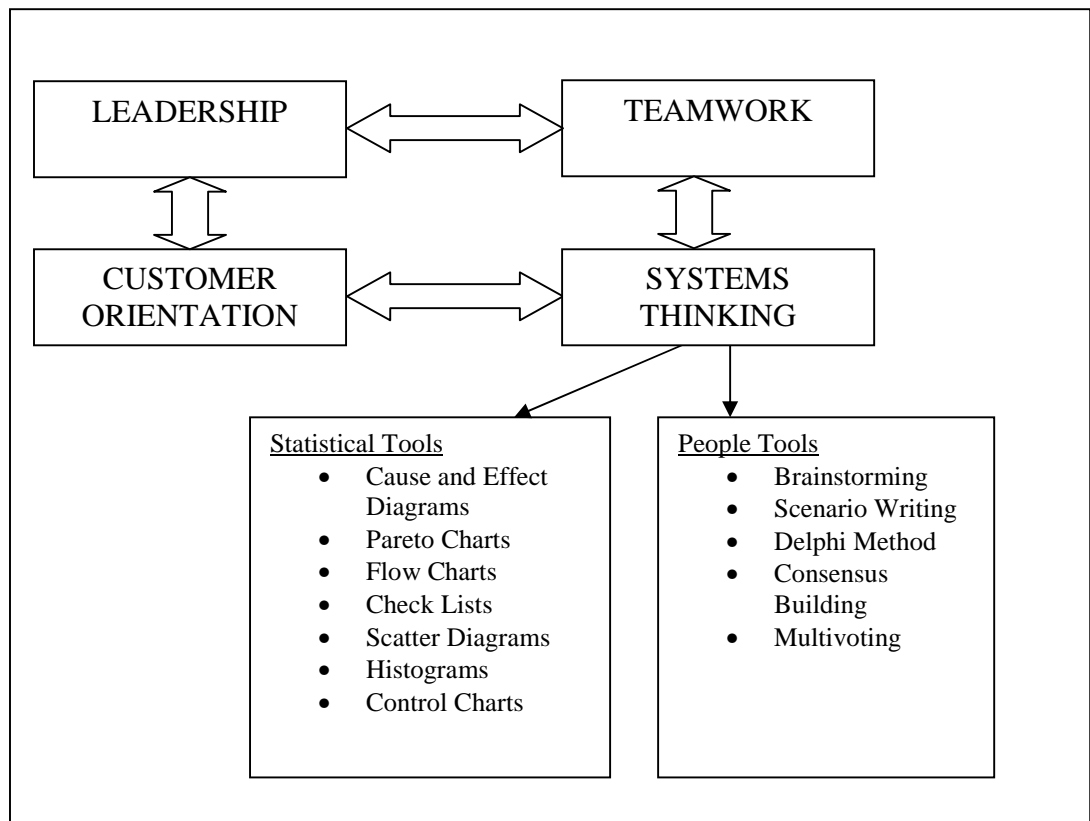 LEADERSHIP
TEAMWORK
CUSTOMER
ORIENTATION
SYSTEMS
THINKING
Statistical Tools
• Cause and Effect
Diagrams
• Pareto Charts
• Flow Charts
• Check Lists
• Scatter Diagrams
• Histograms
• Control Charts
People Tools
• Brainstorming
• Scenario Writing
• Delphi Method
• Consensus
Building
• Multivoting